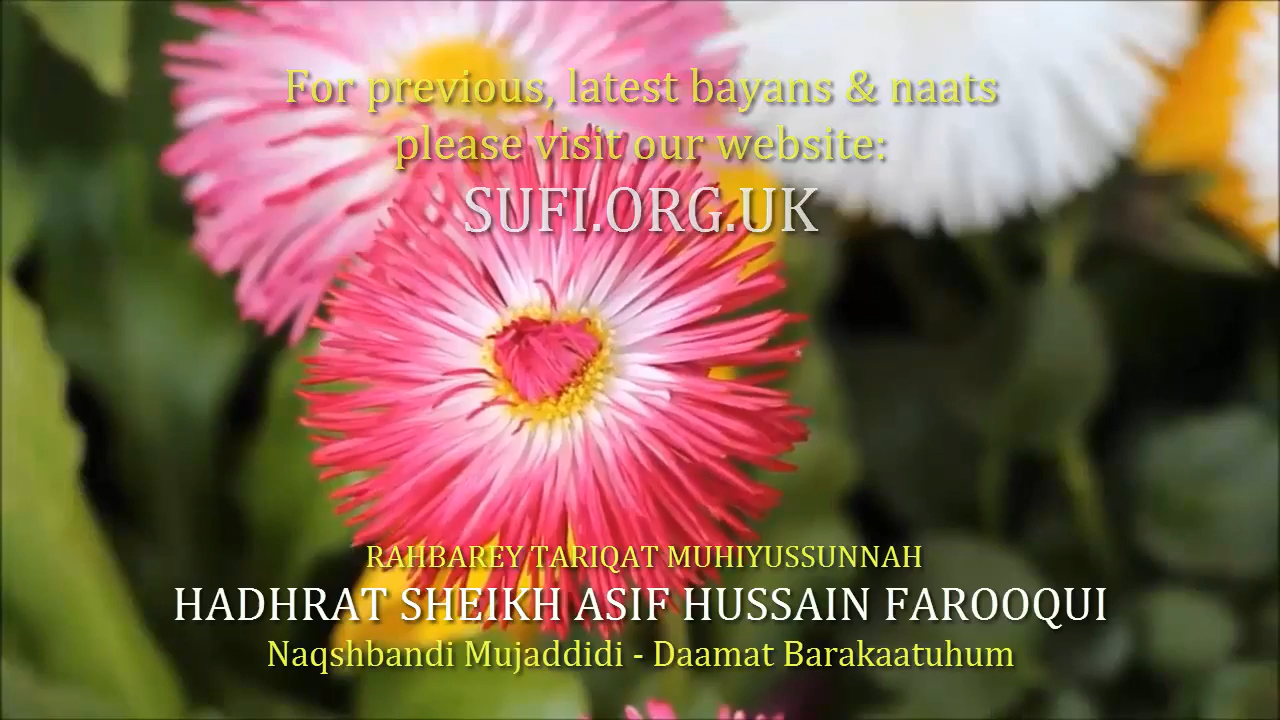 For previous, latest bayans & naats
please visit our website:
SUFI.ORG.UK
RAHBAREY TARIQAT MUHIYUSSUNNAH
HADHRAT SHEIKH ASIF HUSSAIN FAROOQUI
Naqshbandi Mujaddidi - Daamat Barakaatuhum